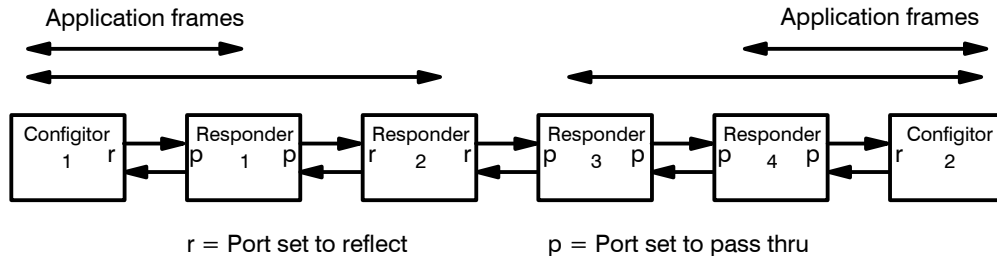 Application frames
Application frames
Configitor
1
r
Responder
p 1 p
Responder
r 2 r
Responder
p 3 p
Responder
p 4 p
Configitor
r 2
r = Port set to reflect
p = Port set to pass thru